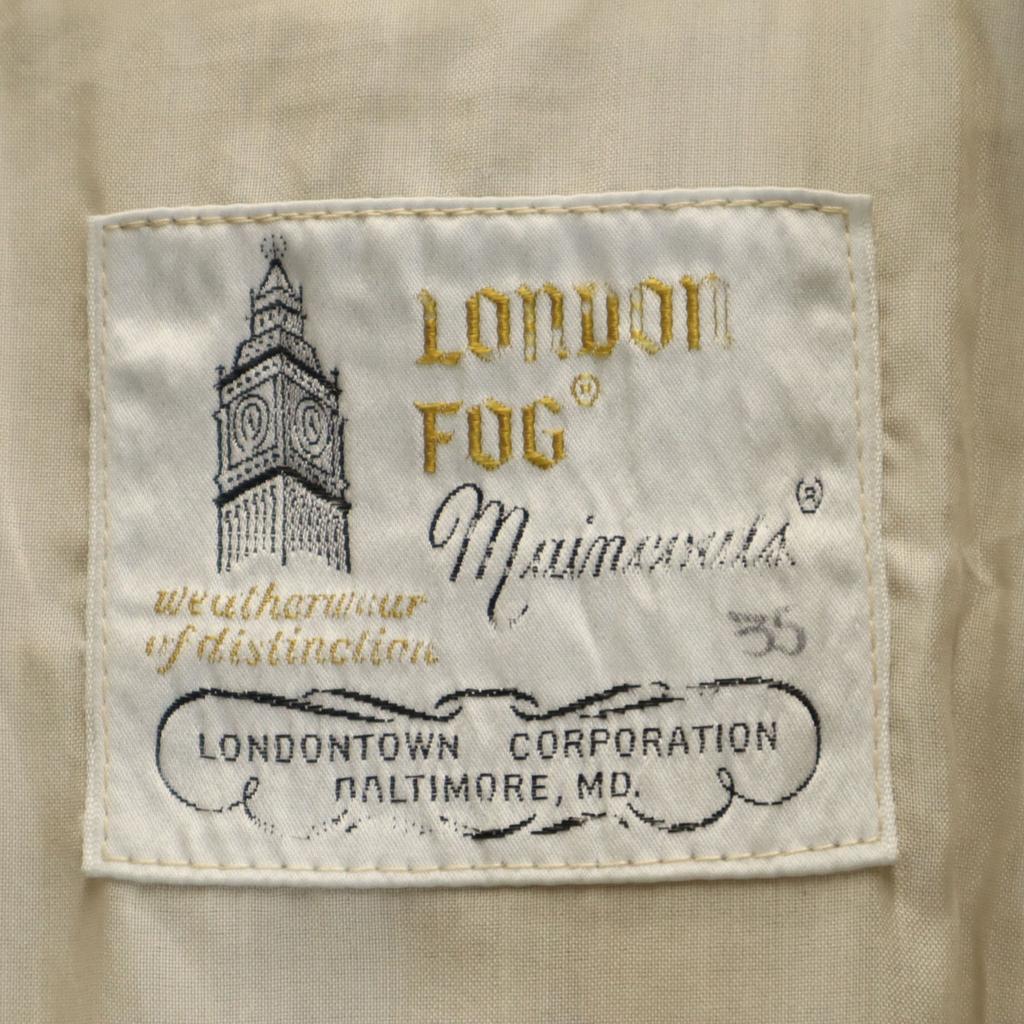 LONDON
FOG®
Maincoats®
weatherwear
of distinction
35
LONDONTOWN CORPORATION
BALTIMORE, MD.